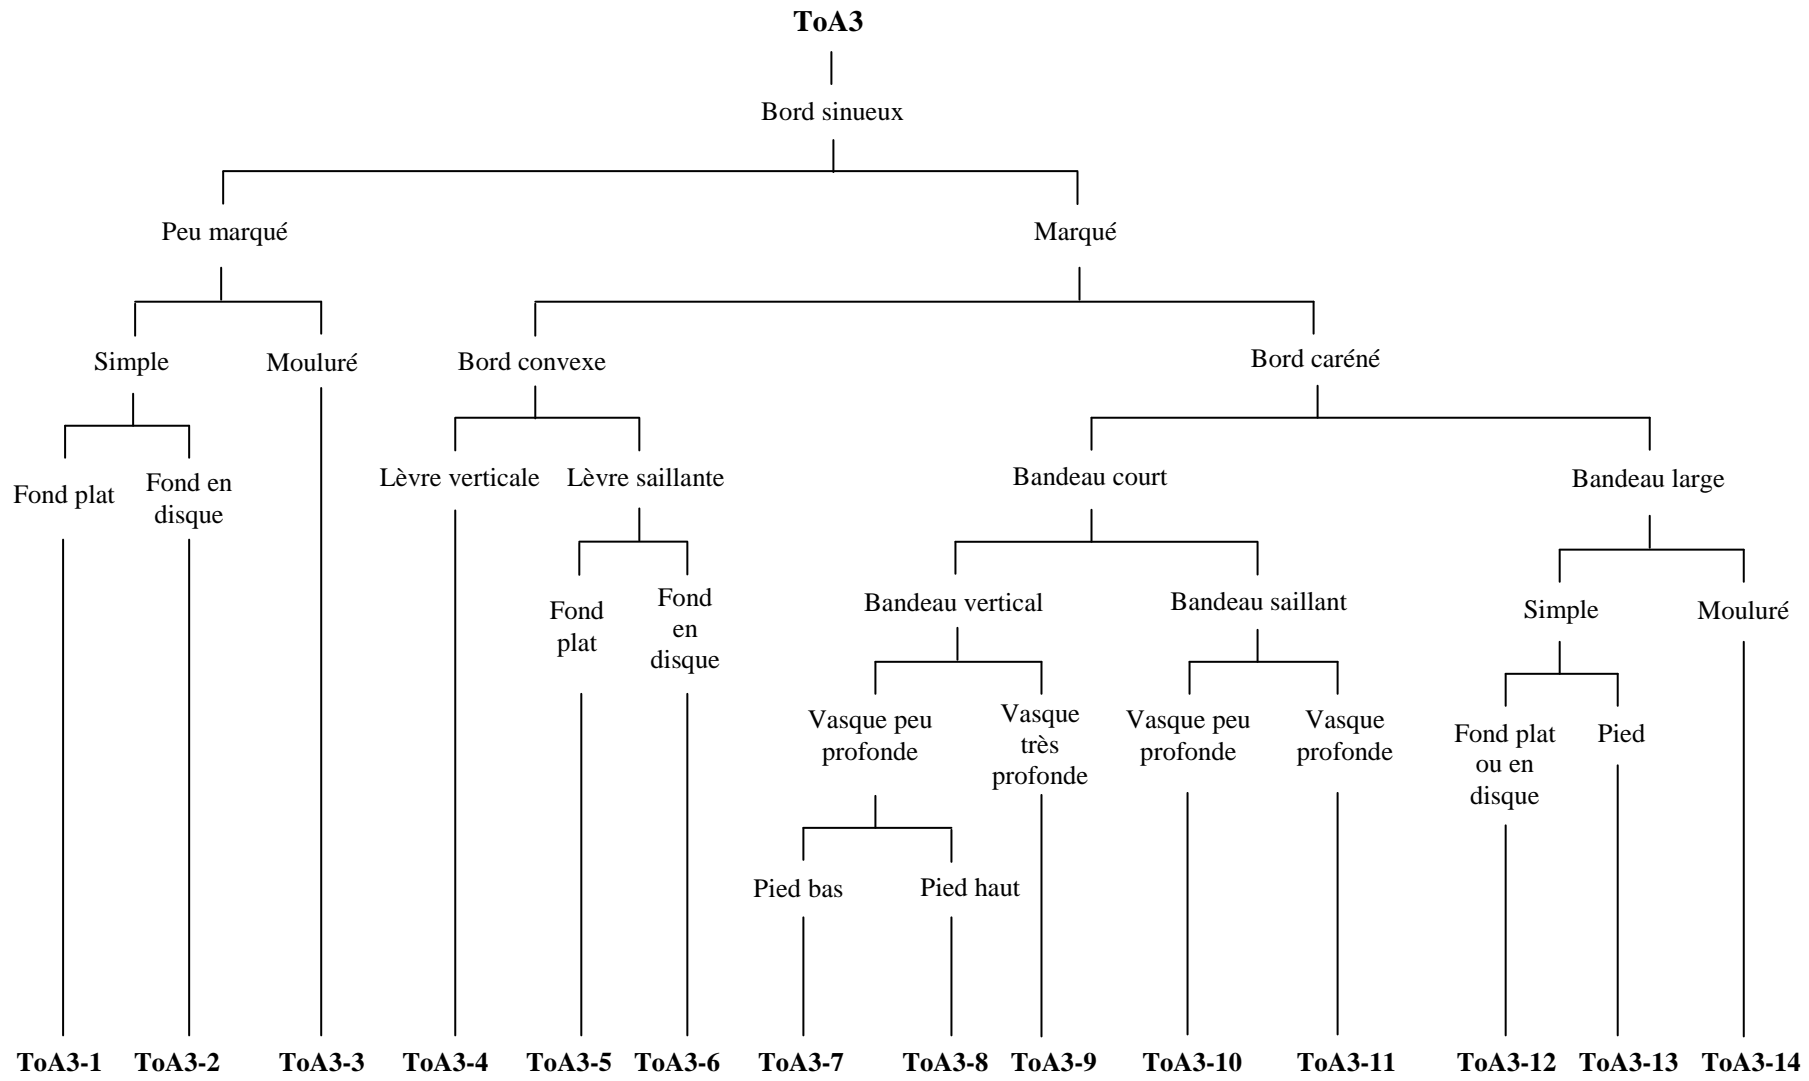 ToA3
Bord sinueux
Peu marqué
Marqué
Simple
Mouluré
Bord convexe
Bord caréné
Fond plat
Fond en
disque
Lèvre verticale
Lèvre saillante
Bandeau court
Bandeau large
Fond
plat
Fond
en
disque
Bandeau vertical
Bandeau saillant
Simple
Mouluré
Vasque peu
profonde
Vasque
très
profonde
Vasque peu
profonde
Vasque
profonde
Fond plat
ou en
disque
Pied
Pied bas
Pied haut
ToA3-1
ToA3-2
ToA3-3
ToA3-4
ToA3-5
ToA3-6
ToA3-7
ToA3-8
ToA3-9
ToA3-10
ToA3-11
ToA3-12
ToA3-13
ToA3-14